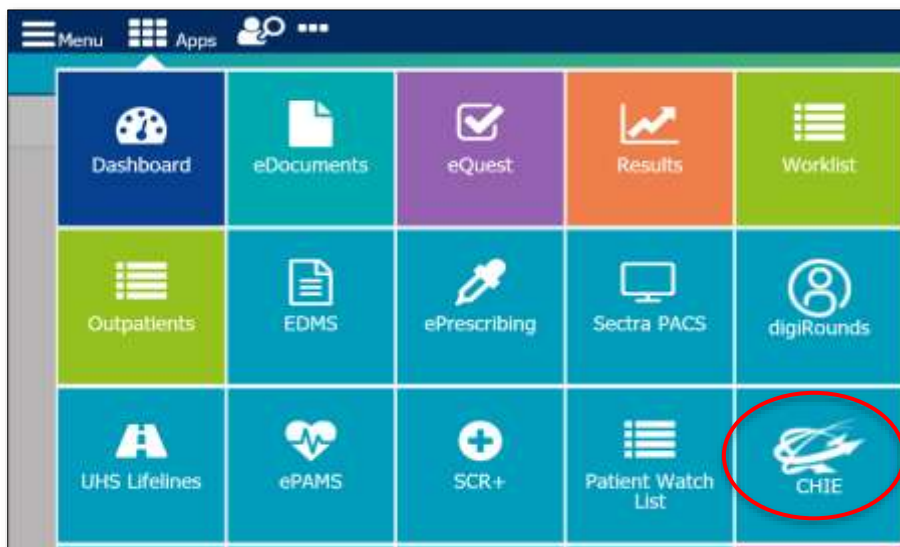 Menu Apps
Dashboard eDocuments eQuest Results Worklist
Outpatients EDMS ePrescribing Sectra PACS digiRounds
UHS Lifelines ePAMS SCR+ Patient Watch List CHIE